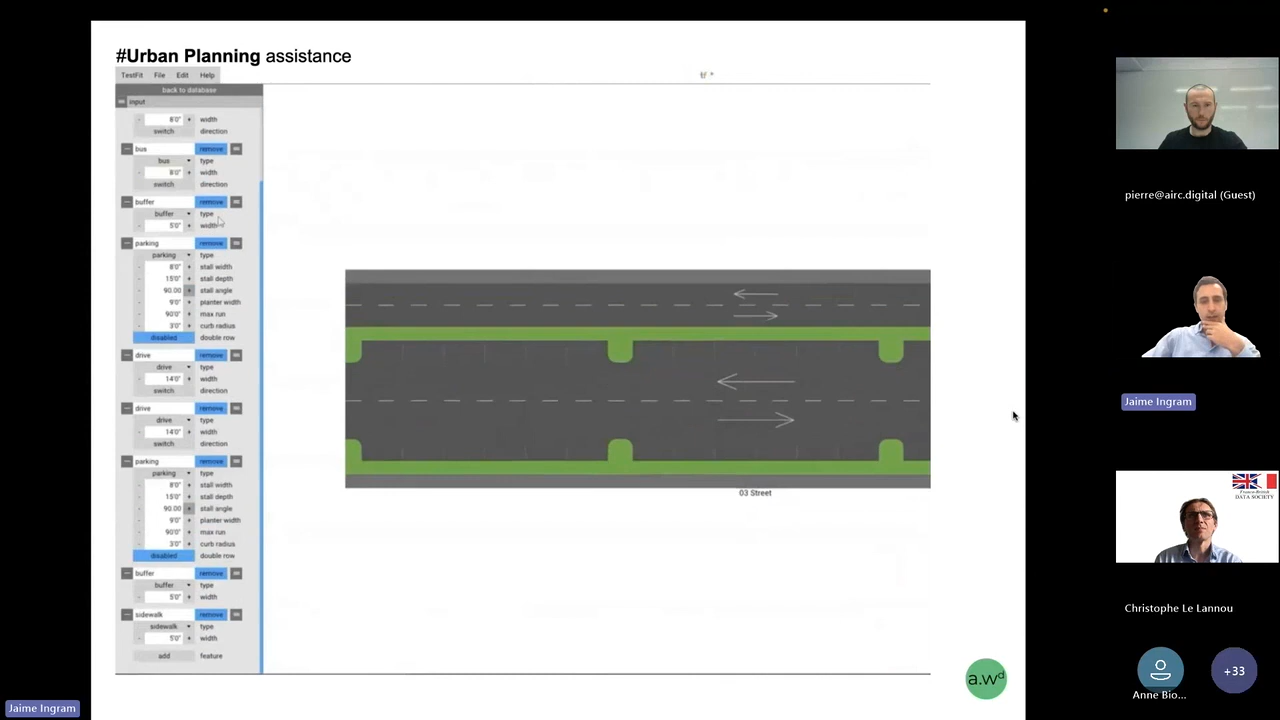 #Urban Planning assistance
TestFit File Edit Help
back to database
input
- 8'0" + width
switch direction
bus remove
bus type
8'0" + width
switch direction
buffer remove
buffer type
- 5'0" width
parking remove
parking type
- 8'0" + stall width
- 15'0" + stall depth
- 90.00 + stall angle
- 9'0" + planter width
- 90'0" + max run
- 3'0" + curb radius
disabled double row
drive remove
drive type
- 14'0" + width
switch direction
drive remove
drive type
- 14'0" + width
switch direction
parking remove
parking type
- 8'0" + stall width
- 15'0" + stall depth
- 90.00 + stall angle
- 9'0" + planter width
- 90'0" + max run
- 3'0" + curb radius
disabled double row
buffer remove
buffer type
- 5'0" + width
sidewalk remove
sidewalk type
- 5'0" + width
add feature
03 Street
a.wd
Jaime Ingram
pierre@airc.digital (Guest)
Jaime Ingram
Franco-British
DATA SOCIETY
Christophe Le Lannou
Anne Bio...
+33